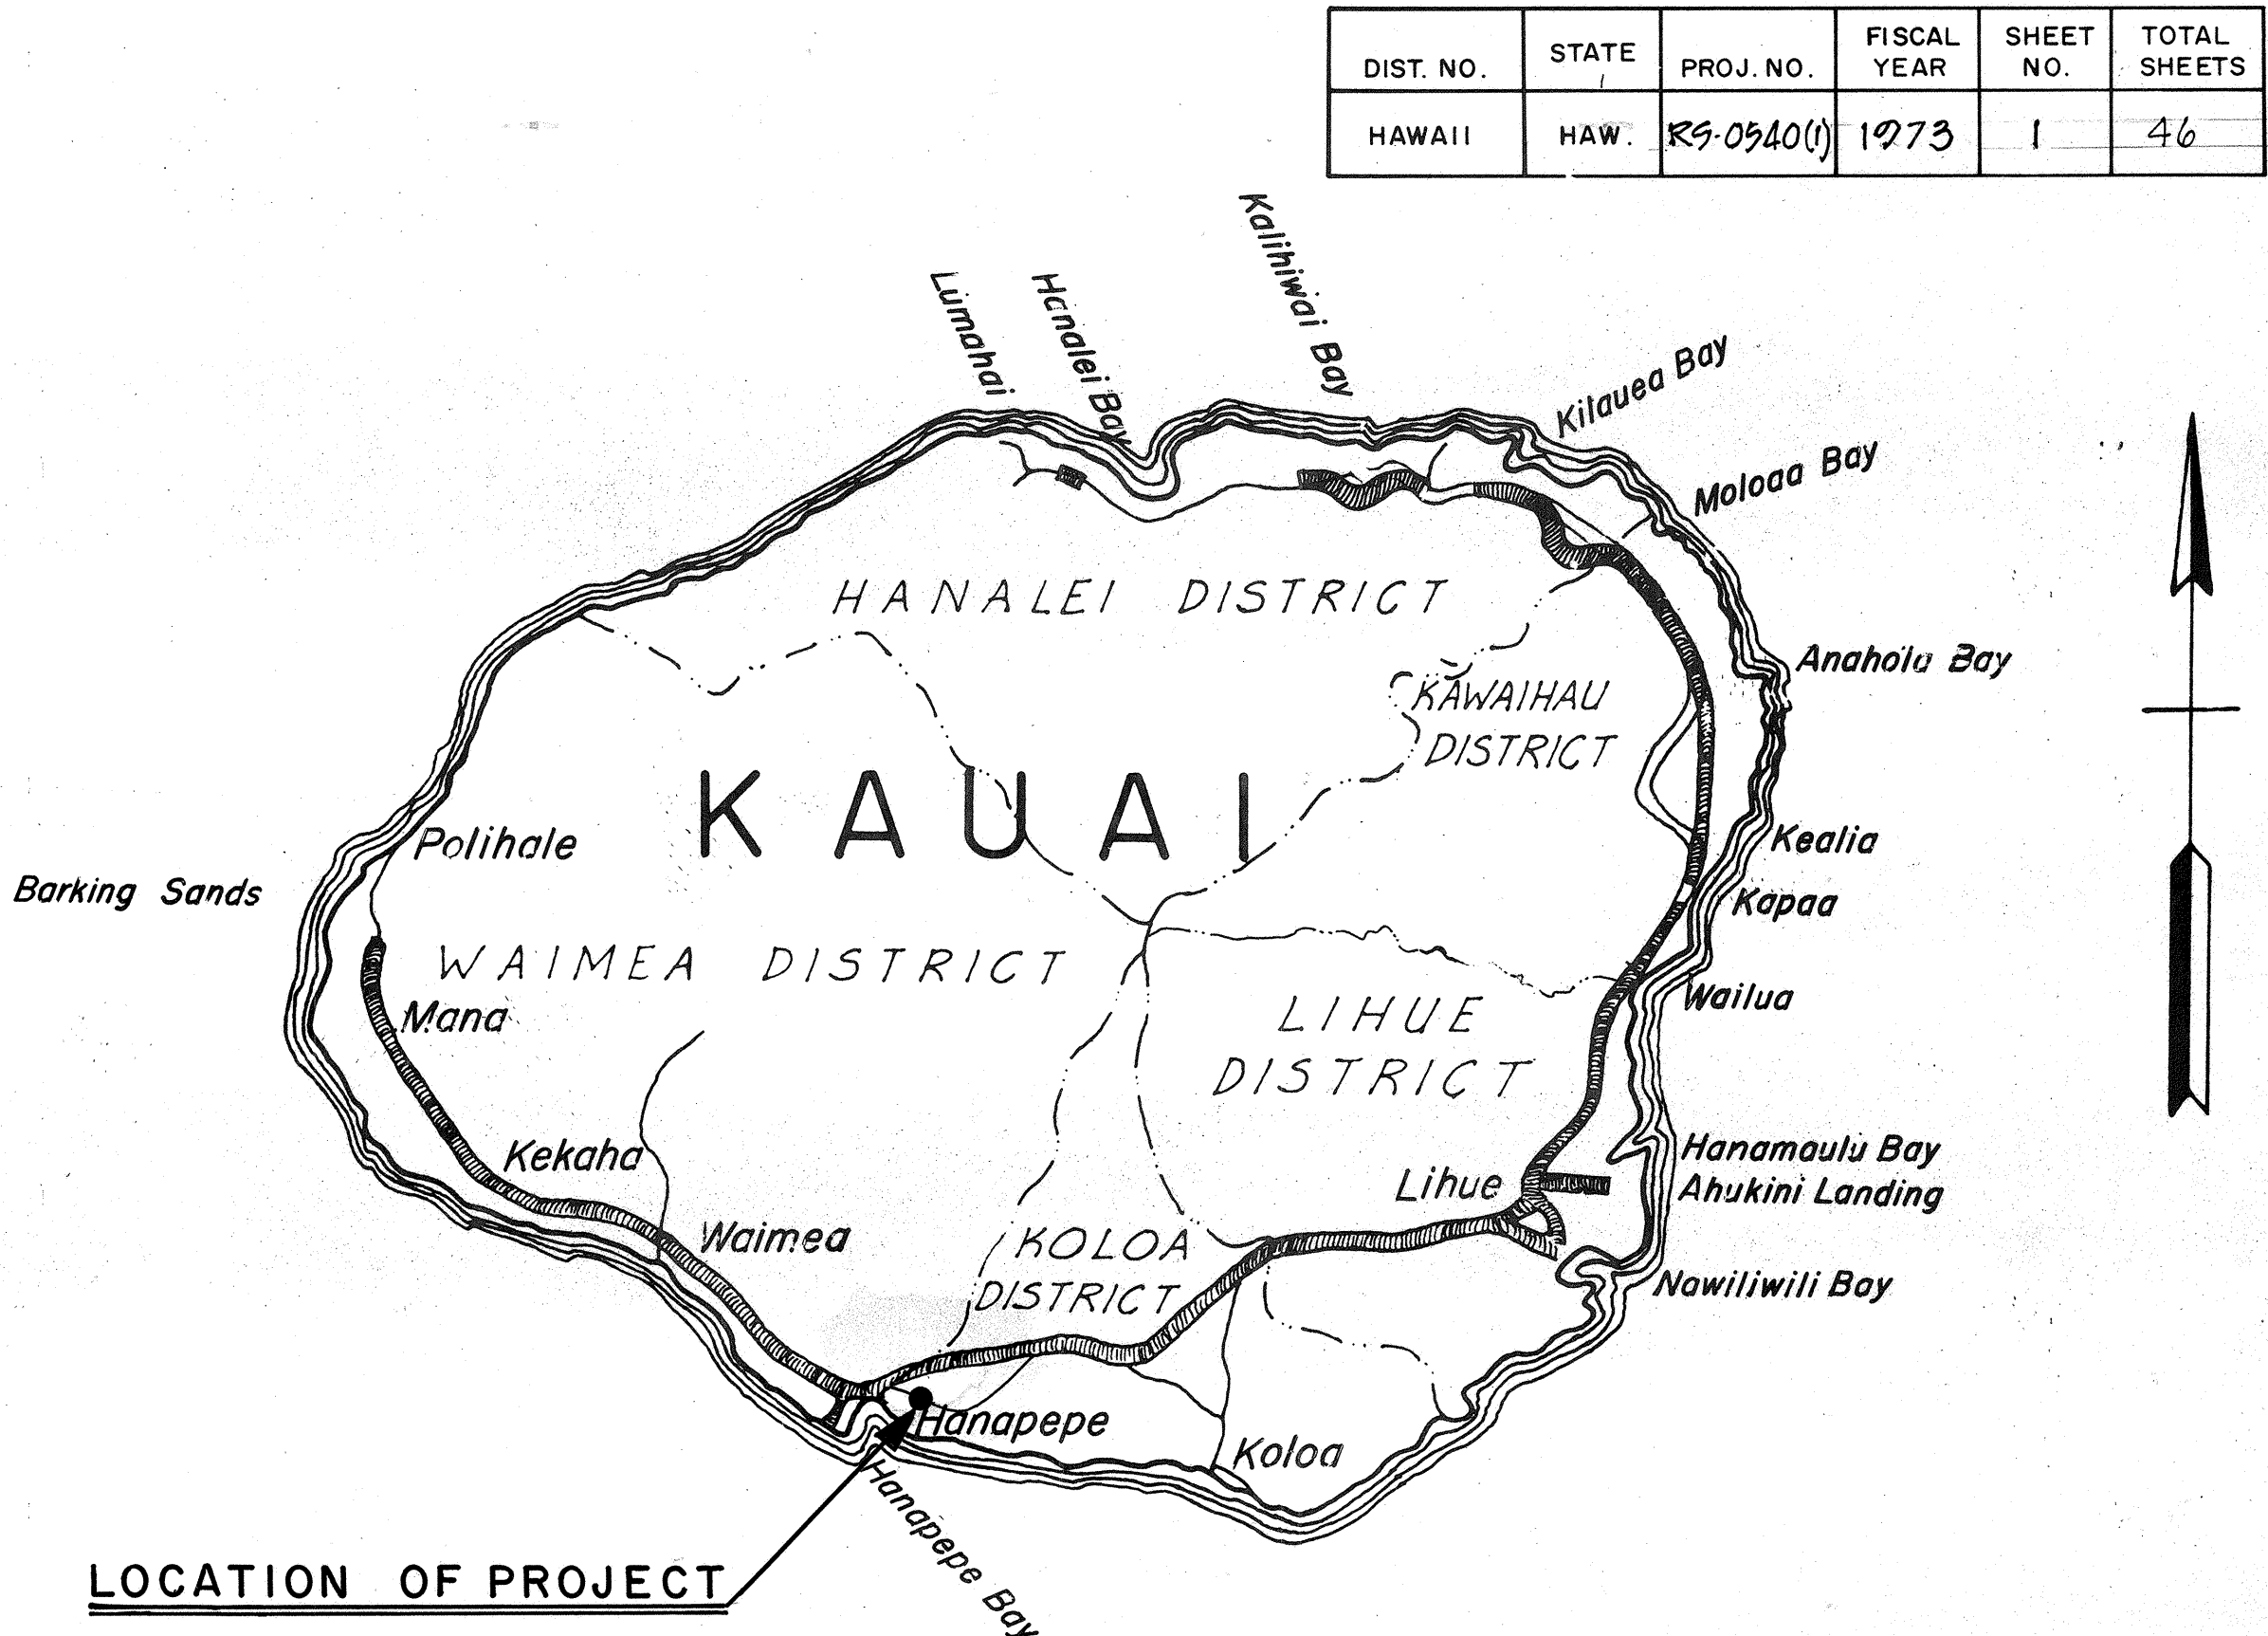 DIST. NO. STATE PROJ. NO. FISCAL YEAR SHEET NO. TOTAL SHEETS
HAWAII HAW. RS-0540(1) 1973 1 46
Lumahai
Hanalei Bay
Kalihiwai Bay
Kilauea Bay
Moloaa Bay
HANALEI DISTRICT
Anahola Bay
KAWAIHAU
DISTRICT
KAUAI
Polihale
Kealia
Barking Sands
Kapaa
WAIMEA DISTRICT
Wailua
Mana
LIHUE
DISTRICT
Hanamaulu Bay
Kekaha
Lihue
Ahukini Landing
Waimea
KOLOA
DISTRICT
Nawiliwili Bay
Hanapepe
Koloa
Hanapepe Bay
LOCATION OF PROJECT